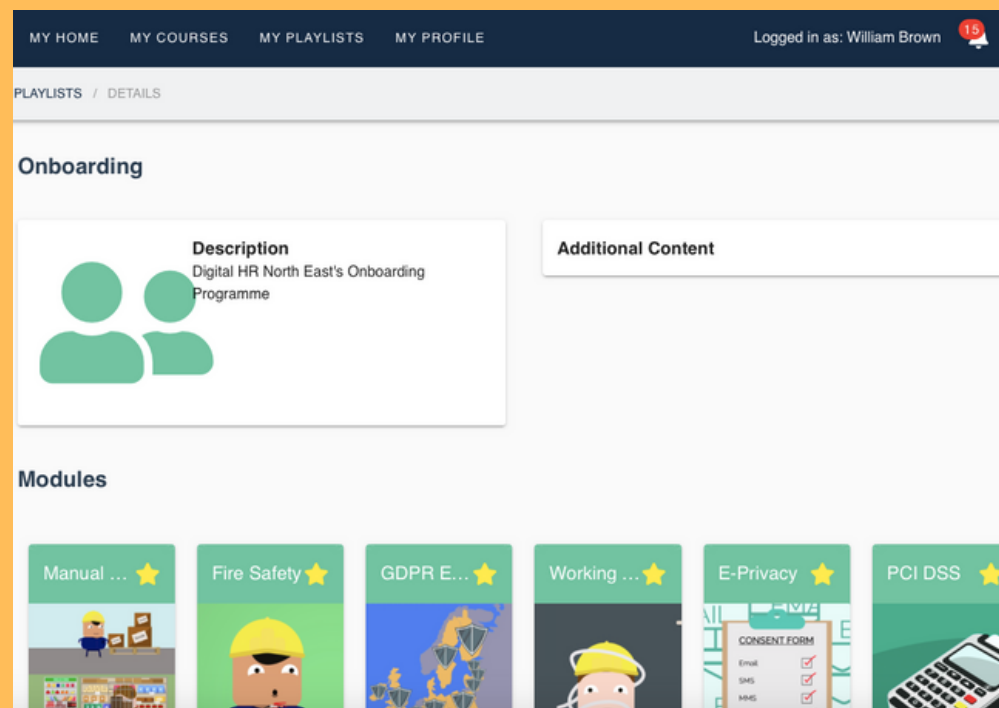 MY HOME MY COURSES MY PLAYLISTS MY PROFILE Logged in as: William Brown 15
PLAYLISTS / DETAILS
Onboarding
Description
Digital HR North East's Onboarding
Programme
Additional Content
Modules
Manual ... Fire Safety GDPR E... Working ... E-Privacy PCI DSS
CONSENT FORM
Email
SMS
MMS